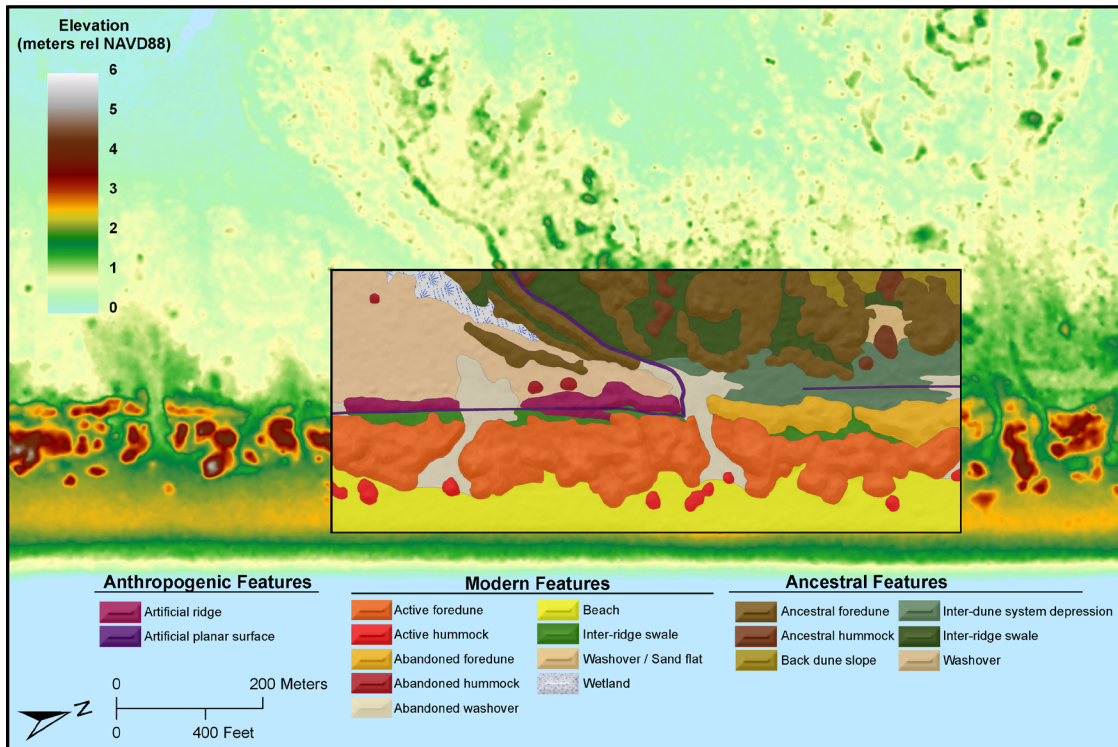 Elevation
(meters rel NAVD88)
6
5
4
3
2
1
0
Anthropogenic Features
Artificial ridge
Artificial planar surface
Modern Features
Active foredune
Active hummock
Abandoned foredune
Abandoned hummock
Abandoned washover
Beach
Inter-ridge swale
Washover / Sand flat
Wetland
Ancestral Features
Ancestral foredune
Ancestral hummock
Back dune slope
Inter-dune system depression
Inter-ridge swale
Washover
N
0 200 Meters
0 400 Feet